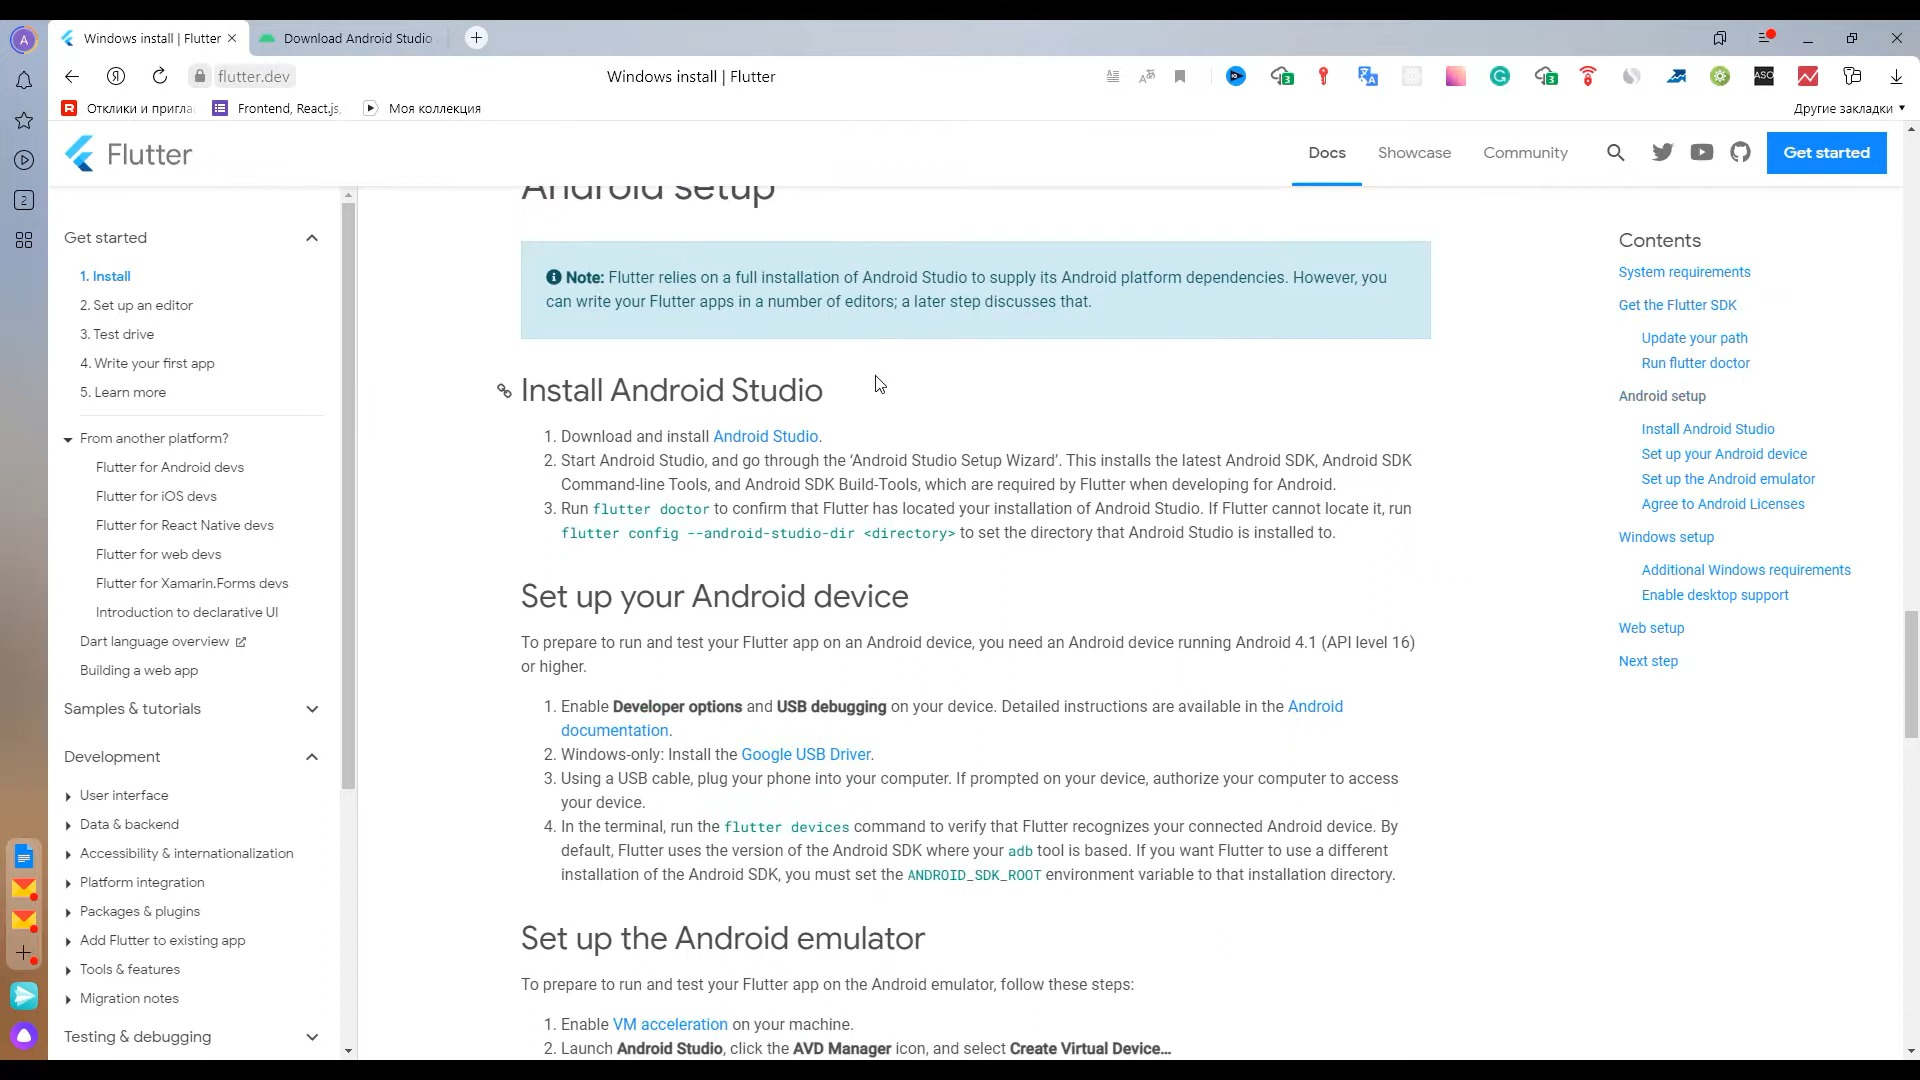 A
Windows install | Flutter
Download Android Studio
Я
flutter.dev
Windows install | Flutter
3
3
ASO
Отклики и пригла
Frontend, React.js,
Моя коллекция
Другие закладки
2
Flutter
Docs
Showcase
Community
Get started
Get started
1. Install
2. Set up an editor
3. Test drive
4. Write your first app
5. Learn more
From another platform?
Flutter for Android devs
Flutter for iOS devs
Flutter for React Native devs
Flutter for web devs
Flutter for Xamarin.Forms devs
Introduction to declarative UI
Dart language overview
Building a web app
Samples & tutorials
Development
User interface
Data & backend
Accessibility & internationalization
Platform integration
Packages & plugins
Add Flutter to existing app
Tools & features
Migration notes
Testing & debugging
Android setup
Note: Flutter relies on a full installation of Android Studio to supply its Android platform dependencies. However, you
can write your Flutter apps in a number of editors; a later step discusses that.
Install Android Studio
1. Download and install Android Studio.
2. Start Android Studio, and go through the ‘Android Studio Setup Wizard’. This installs the latest Android SDK, Android SDK
Command-line Tools, and Android SDK Build-Tools, which are required by Flutter when developing for Android.
3. Run flutter doctor to confirm that Flutter has located your installation of Android Studio. If Flutter cannot locate it, run
flutter config --android-studio-dir <directory> to set the directory that Android Studio is installed to.
Set up your Android device
To prepare to run and test your Flutter app on an Android device, you need an Android device running Android 4.1 (API level 16)
or higher.
1. Enable Developer options and USB debugging on your device. Detailed instructions are available in the Android
documentation.
2. Windows-only: Install the Google USB Driver.
3. Using a USB cable, plug your phone into your computer. If prompted on your device, authorize your computer to access
your device.
4. In the terminal, run the flutter devices command to verify that Flutter recognizes your connected Android device. By
default, Flutter uses the version of the Android SDK where your adb tool is based. If you want Flutter to use a different
installation of the Android SDK, you must set the ANDROID_SDK_ROOT environment variable to that installation directory.
Set up the Android emulator
To prepare to run and test your Flutter app on the Android emulator, follow these steps:
1. Enable VM acceleration on your machine.
2. Launch Android Studio, click the AVD Manager icon, and select Create Virtual Device…
Contents
System requirements
Get the Flutter SDK
Update your path
Run flutter doctor
Android setup
Install Android Studio
Set up your Android device
Set up the Android emulator
Agree to Android Licenses
Windows setup
Additional Windows requirements
Enable desktop support
Web setup
Next step